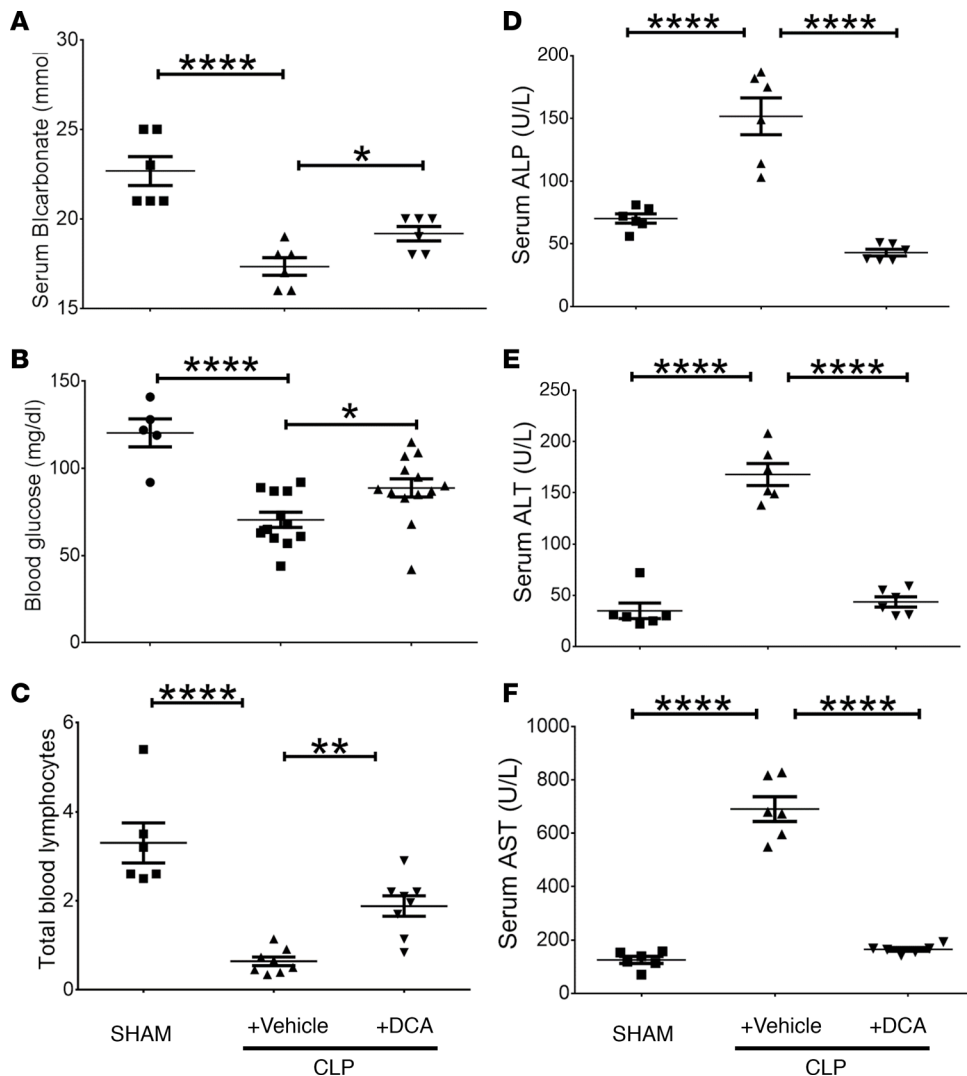 A
Serum BIcarbonate (mmol
30
25
20
15
****
*
B
Blood glucose (mg/dl)
150
100
50
0
****
*
C
Total blood lymphocytes
6
4
2
0
****
**
SHAM
+Vehicle
+DCA
CLP
D
Serum ALP (U/L)
200
150
100
50
0
****
****
E
Serum ALT (U/L)
250
200
150
100
50
0
****
****
F
Serum AST (U/L)
1000
800
600
400
200
0
****
****
SHAM
+Vehicle
+DCA
CLP